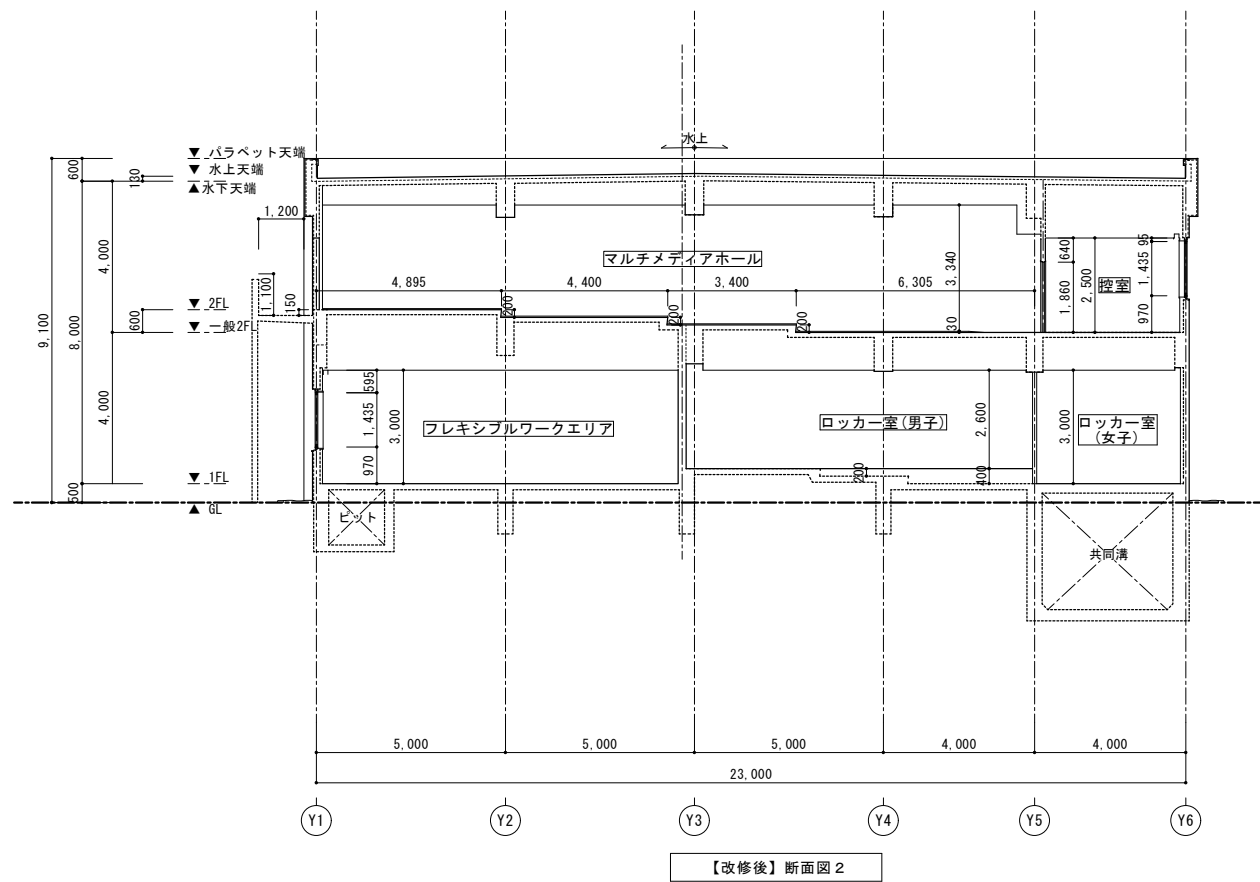 水上
▼ パラペット天端
▼ 水上天端
▲水下天端
600
130
1,200
4,000
マルチメディアホール
4,895
4,400
3,400
6,305
3,340
30
640
1,860
2,500
95
1,435
970
控室
1,100
150
200
200
200
▼ 2FL
▼ 一般2FL
600
9,100
8,000
4,000
595
1,435
970
3,000
フレキシブルワークエリア
ロッカー室(男子)
2,600
3,000
ロッカー室
(女子)
200
400
▼ 1FL
500
▲ GL
ピット
共同溝
5,000
5,000
5,000
4,000
4,000
23,000
Y1
Y2
Y3
Y4
Y5
Y6
【改修後】断面図2